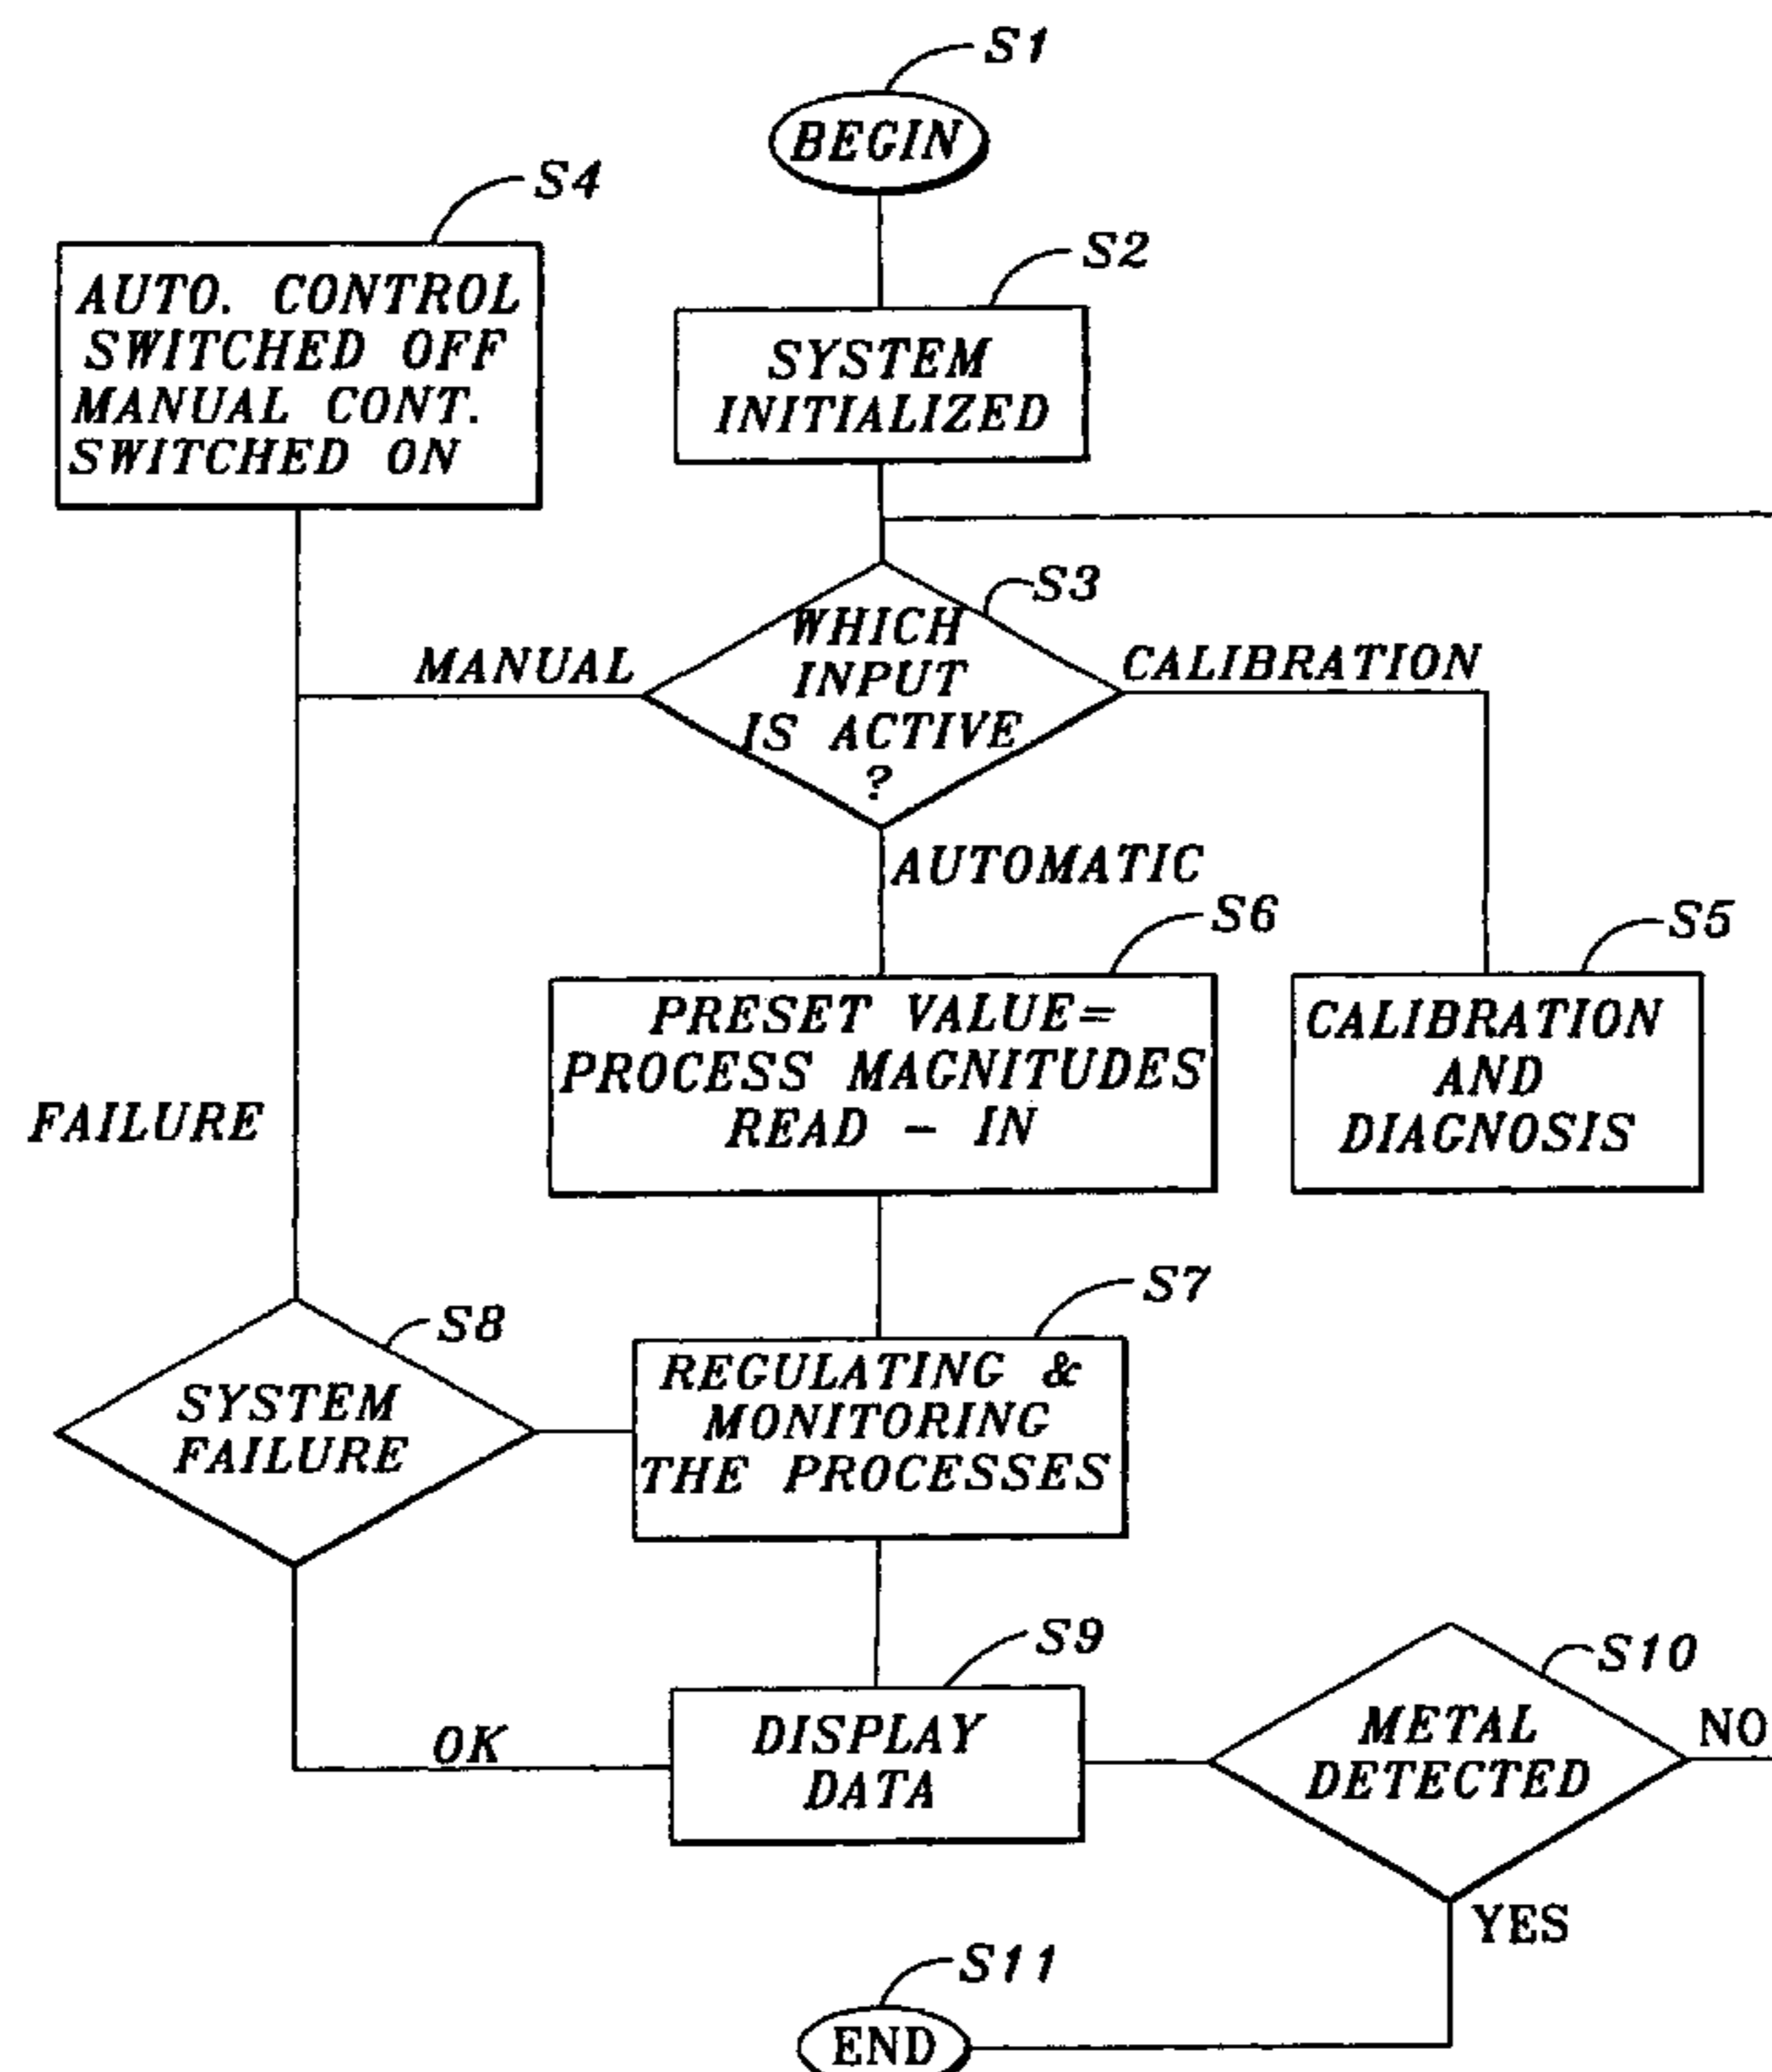 S1
BEGIN
S4
AUTO. CONTROL
SWITCHED OFF
MANUAL CONT.
SWITCHED ON
S2
SYSTEM
INITIALIZED
S3
WHICH
INPUT
IS ACTIVE
?
MANUAL
CALIBRATION
AUTOMATIC
S6
PRESET VALUE=
PROCESS MAGNITUDES
READ - IN
S5
CALIBRATION
AND
DIAGNOSIS
FAILURE
S8
SYSTEM
FAILURE
S7
REGULATING &
MONITORING
THE PROCESSES
OK
S9
DISPLAY
DATA
S10
METAL
DETECTED
NO
YES
S11
END